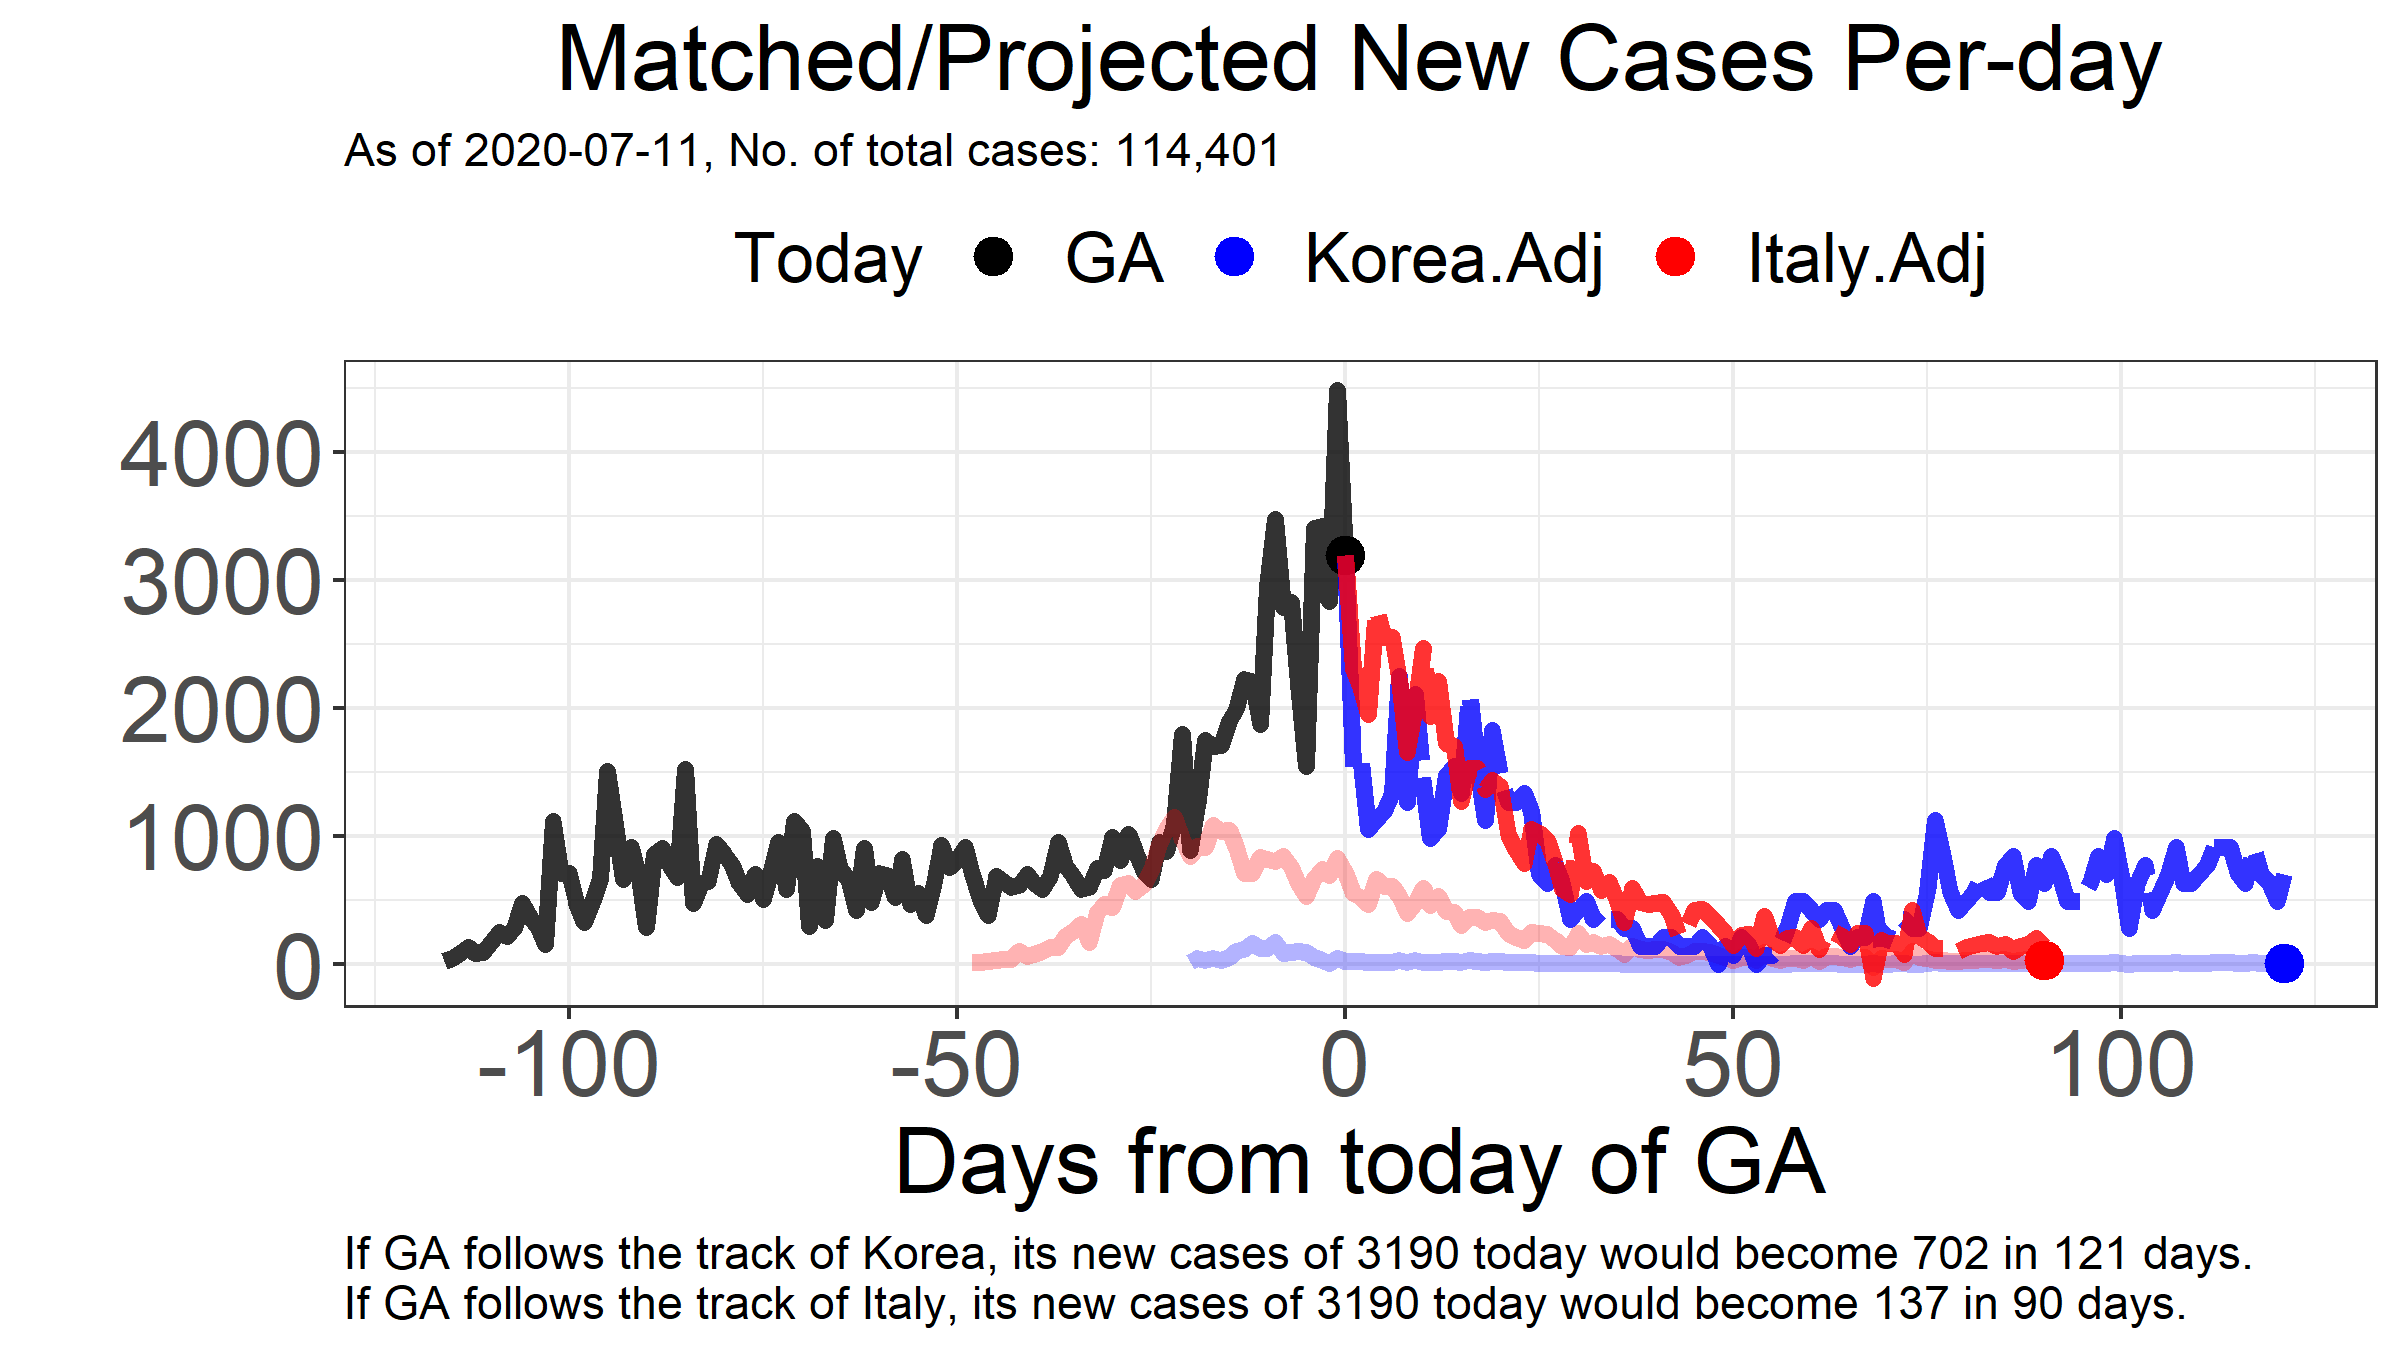 Matched/Projected New Cases Per-day
As of 2020-07-11, No. of total cases: 114,401
Today GA Korea.Adj Italy.Adj
4000
3000
2000
1000
0
-100 -50 0 50 100
Days from today of GA
If GA follows the track of Korea, its new cases of 3190 today would become 702 in 121 days.
If GA follows the track of Italy, its new cases of 3190 today would become 137 in 90 days.